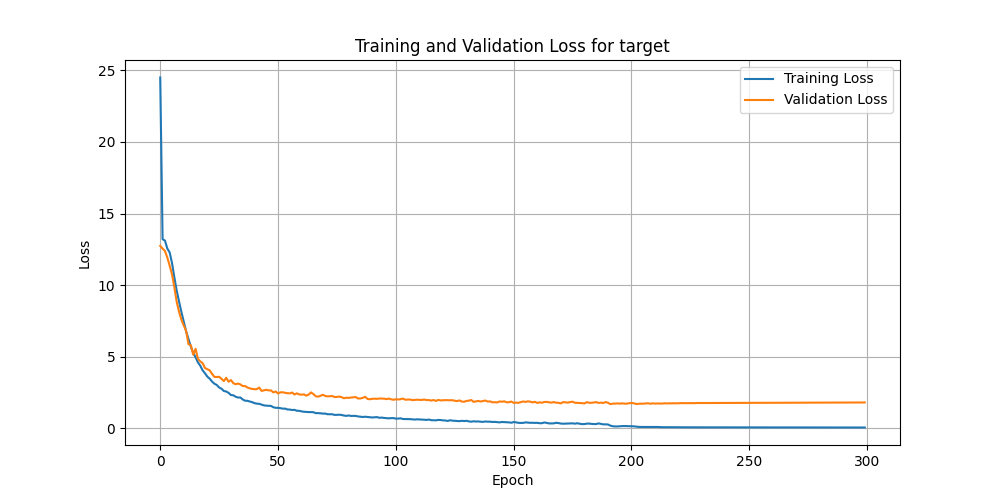 Training and Validation Loss for target
25
20
15
10
5
0
Loss
Training Loss
Validation Loss
0 50 100 150 200 250 300
Epoch